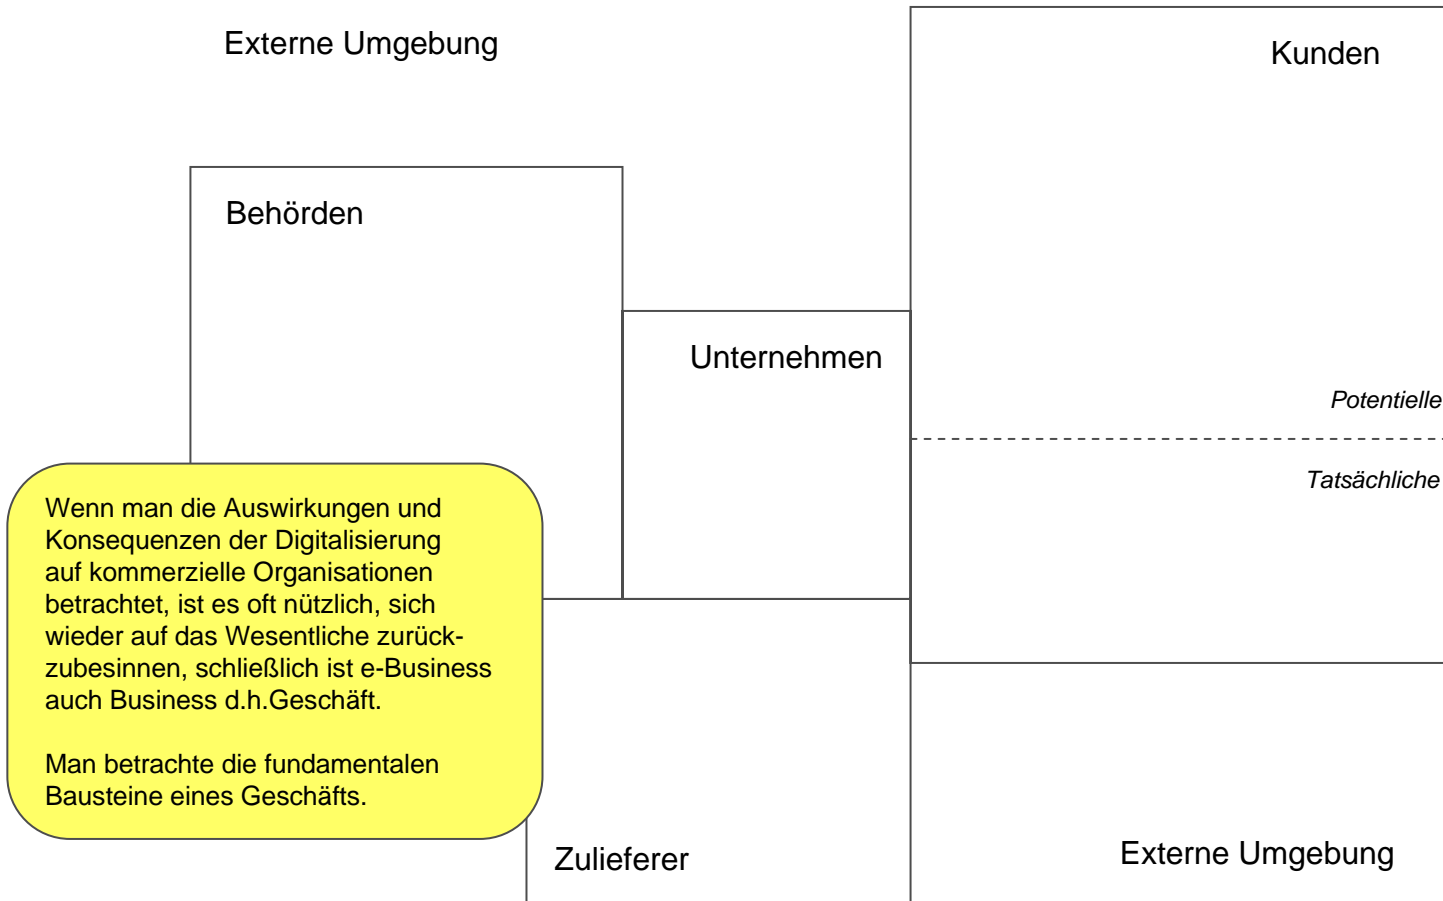 Externe Umgebung
Kunden
Behörden
Unternehmen
Potentielle
Tatsächliche
Wenn man die Auswirkungen und
Konsequenzen der Digitalisierung
auf kommerzielle Organisationen
betrachtet, ist es oft nützlich, sich
wieder auf das Wesentliche zurück-
zubesinnen, schließlich ist e-Business
auch Business d.h.Geschäft.
Man betrachte die fundamentalen
Bausteine eines Geschäfts.
Zulieferer
Externe Umgebung